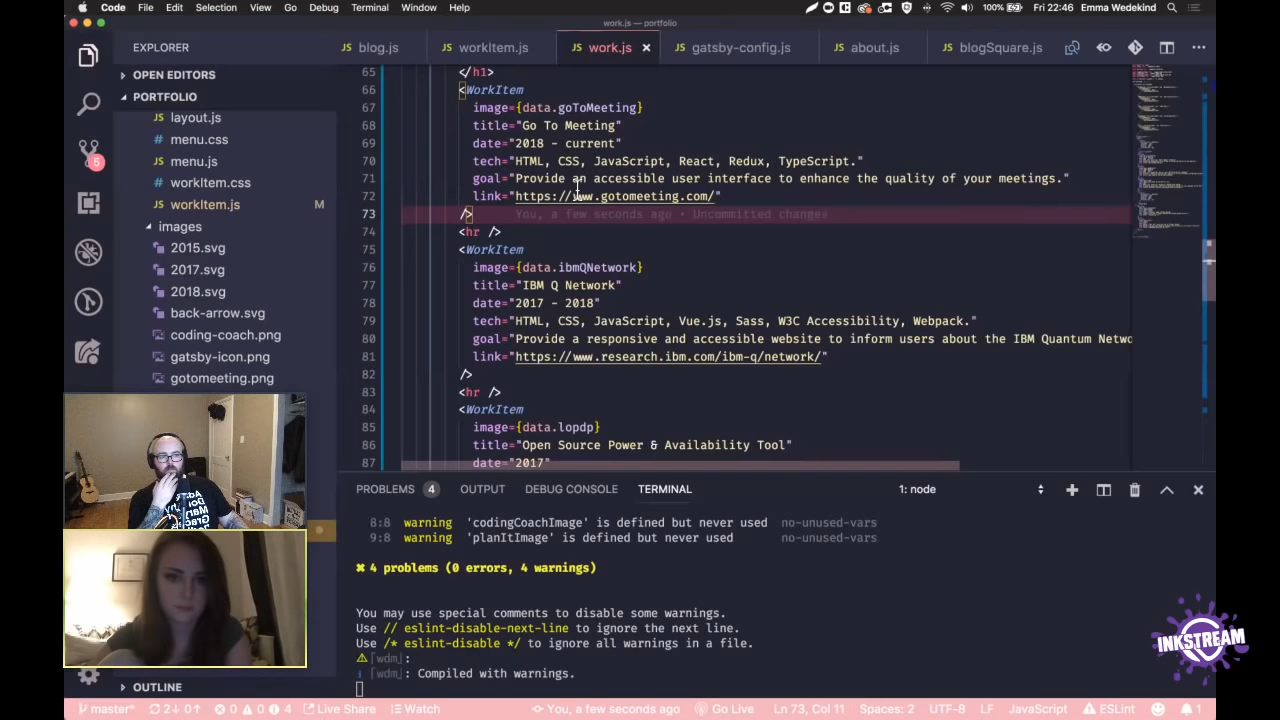 Code File Edit Selection View Go Debug Terminal Window Help 100% Fri 22:46 Emma Wedekind
work.js — portfolio
EXPLORER
OPEN EDITORS
PORTFOLIO
layout.js
menu.css
menu.js
workItem.css
workItem.js M
images
2015.svg
2017.svg
2018.svg
back-arrow.svg
coding-coach.png
gatsby-icon.png
gotomeeting.png
OUTLINE
5
blog.js workItem.js work.js gatsby-config.js about.js blogSquare.js
65 </h1>
66 <WorkItem
67 image={data.goToMeeting}
68 title="Go To Meeting"
69 date="2018 - current"
70 tech="HTML, CSS, JavaScript, React, Redux, TypeScript."
71 goal="Provide an accessible user interface to enhance the quality of your meetings."
72 link="https://www.gotomeeting.com/"
73 /> You, a few seconds ago • Uncommitted changes
74 <hr />
75 <WorkItem
76 image={data.ibmQNetwork}
77 title="IBM Q Network"
78 date="2017 - 2018"
79 tech="HTML, CSS, JavaScript, Vue.js, Sass, W3C Accessibility, Webpack."
80 goal="Provide a responsive and accessible website to inform users about the IBM Quantum Netwo
81 link="https://www.research.ibm.com/ibm-q/network/"
82 />
83 <hr />
84 <WorkItem
85 image={data.lopdp}
86 title="Open Source Power & Availability Tool"
87 date="2017"
PROBLEMS 4 OUTPUT DEBUG CONSOLE TERMINAL 1: node
8:8 warning 'codingCoachImage' is defined but never used no-unused-vars
9:8 warning 'planItImage' is defined but never used no-unused-vars
✖ 4 problems (0 errors, 4 warnings)
You may use special comments to disable some warnings.
Use // eslint-disable-next-line to ignore the next line.
Use /* eslint-disable */ to ignore all warnings in a file.
⚠ ｢wdm｣:
ℹ ｢wdm｣: Compiled with warnings.
INKSTREAM
master* 2↓ 0↑ 0 0 4 Live Share Watch You, a few seconds ago Go Live Ln 73, Col 11 Spaces: 2 UTF-8 LF JavaScript ESLint 1